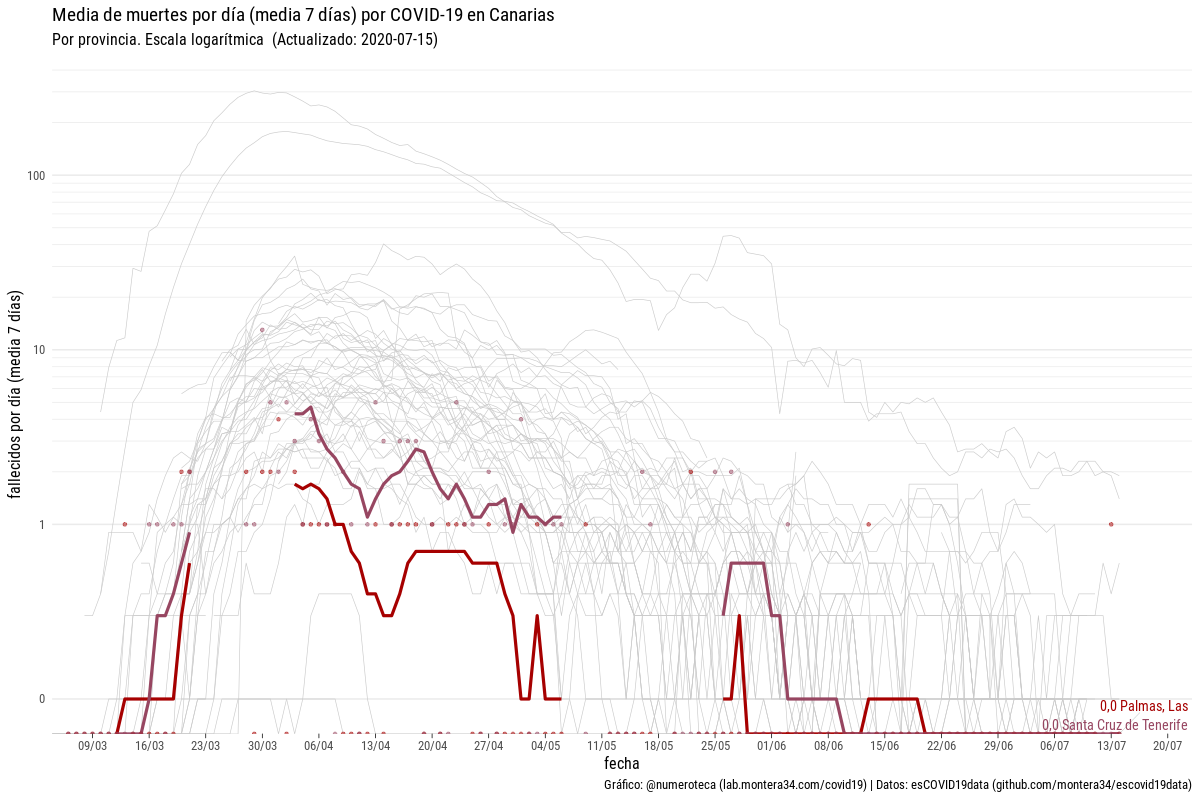 Media de muertes por día (media 7 días) por COVID-19 en Canarias
Por provincia. Escala logarítmica (Actualizado: 2020-07-15)
fallecidos por día (media 7 días)
100
10
1
0
0,0 Palmas, Las
0,0 Santa Cruz de Tenerife
09/03 16/03 23/03 30/03 06/04 13/04 20/04 27/04 04/05 11/05 18/05 25/05 01/06 08/06 15/06 22/06 29/06 06/07 13/07 20/07
fecha
Gráfico: @numeroteca (lab.montera34.com/covid19) | Datos: esCOVID19data (github.com/montera34/escovid19data)